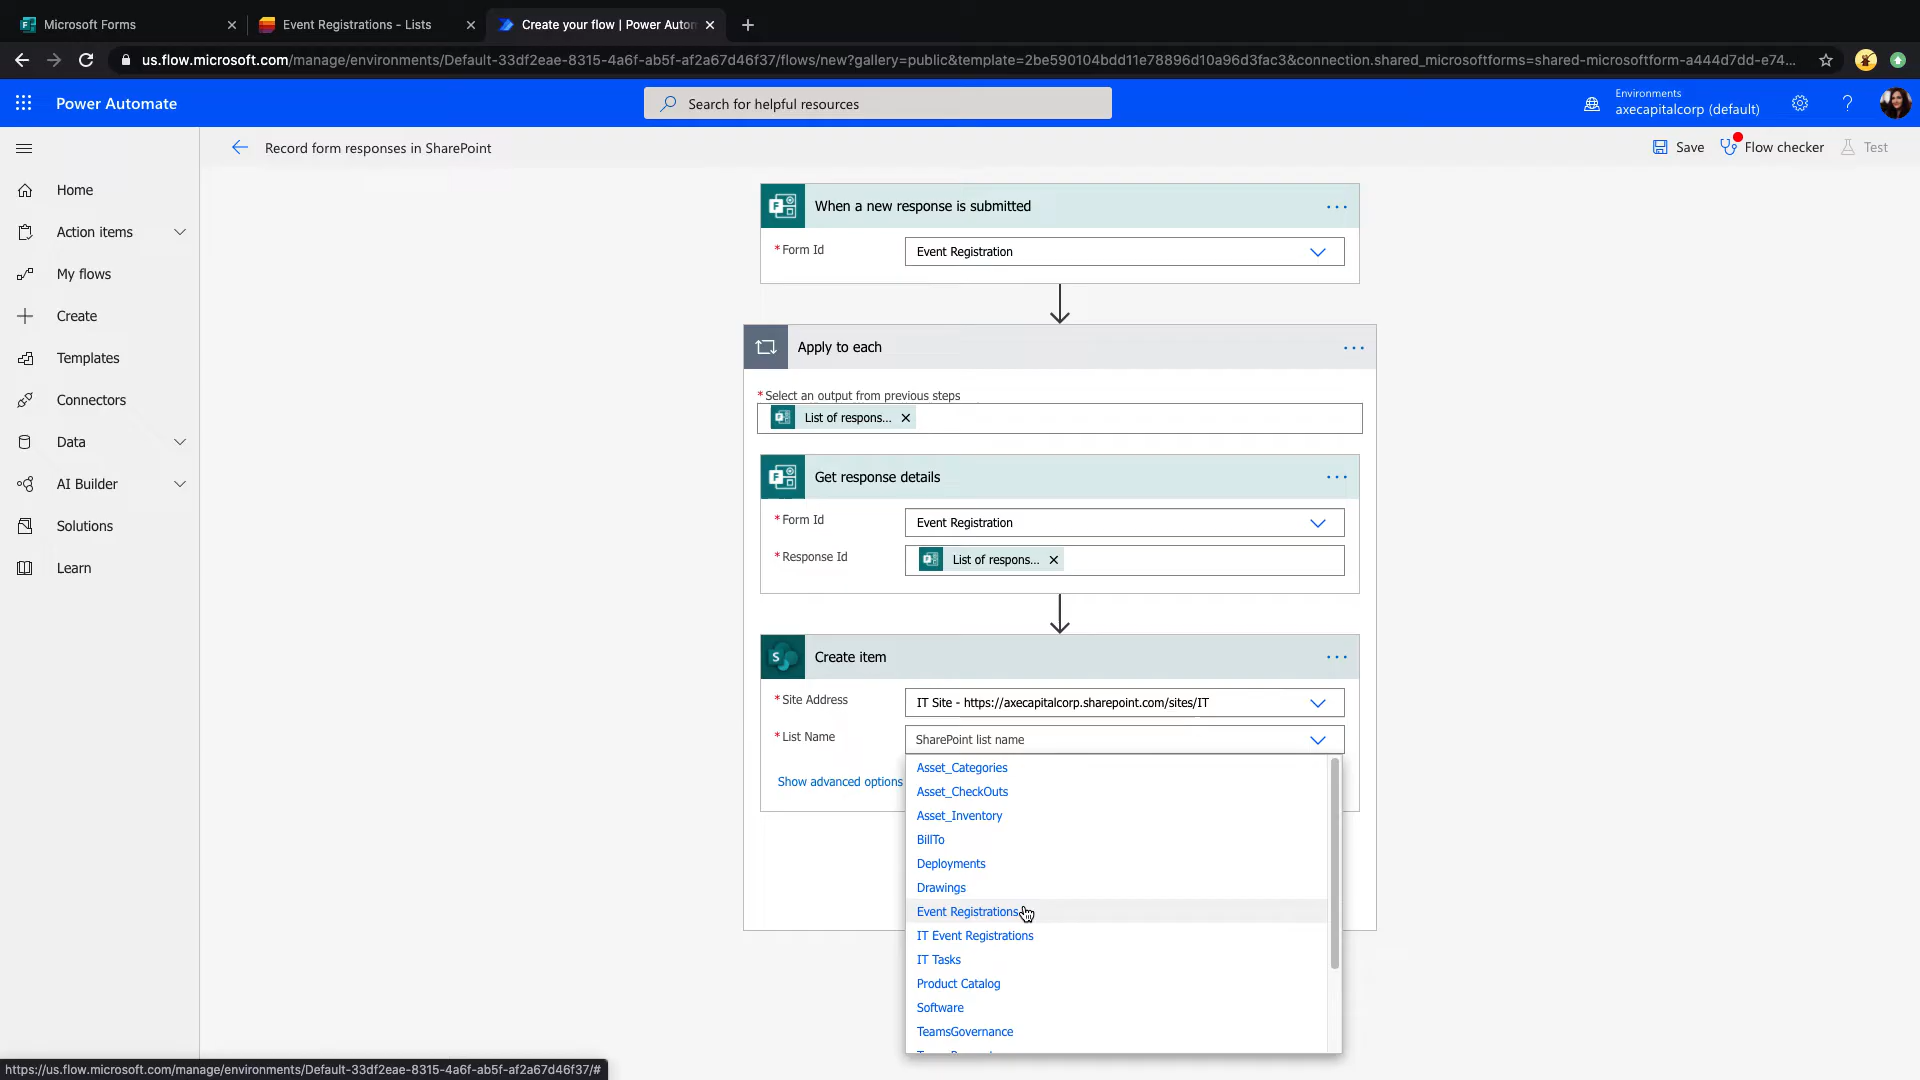 Microsoft Forms
Event Registrations - Lists
Create your flow | Power Auto
us.flow.microsoft.com/manage/environments/Default-33df2eae-8315-4a6f-ab5f-af2a67d46f37/flows/new?gallery=public&template=2be590104bdd11e78896d10a96d3fac3&connection.shared_microsoftforms=shared-microsoftform-a444d7dd-e74...
Power Automate
Search for helpful resources
Environments
axecapitalcorp (default)
?
Record form responses in SharePoint
Save
Flow checker
Test
Home
Action items
My flows
Create
Templates
Connectors
Data
AI Builder
Solutions
Learn
When a new response is submitted
*Form Id
Event Registration
Apply to each
*Select an output from previous steps
List of respons...
Get response details
*Form Id
Event Registration
*Response Id
List of respons...
Create item
*Site Address
IT Site - https://axecapitalcorp.sharepoint.com/sites/IT
*List Name
SharePoint list name
Show advanced options
Asset_Categories
Asset_CheckOuts
Asset_Inventory
BillTo
Deployments
Drawings
Event Registrations
IT Event Registrations
IT Tasks
Product Catalog
Software
TeamsGovernance
https://us.flow.microsoft.com/manage/environments/Default-33df2eae-8315-4a6f-ab5f-af2a67d46f37/#